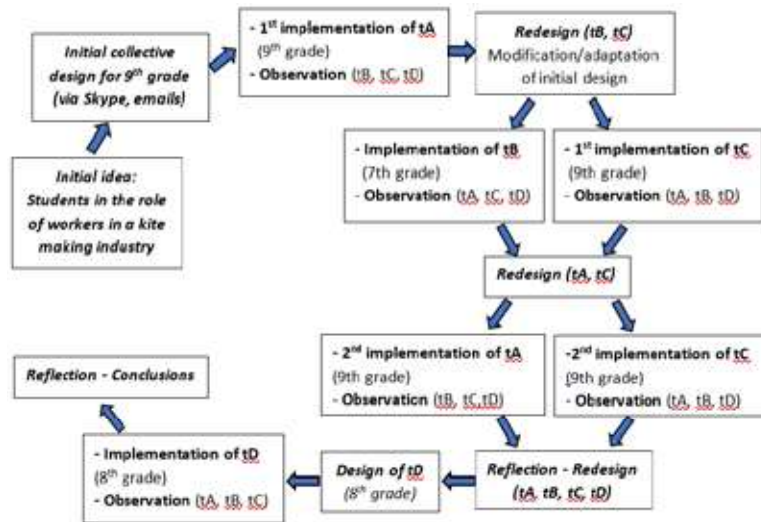 Initial idea:
Students in the role
of workers in a kite
making industry
Initial collective
design for 9th grade
(via Skype, emails)
- 1st implementation of tA
(9th grade)
- Observation (tB, tC, tD)
Redesign (tB, tC)
Modification/adaptation
of initial design
- Implementation of tB
(7th grade)
- Observation (tA, tC, tD)
- 1st implementation of tC
(9th grade)
- Observation (tA, tB, tD)
Redesign (tA, tC)
- 2nd implementation of tA
(9th grade)
- Observation (tB, tC,tD)
-2nd implementation of tC
(9th grade)
- Observation (tA, tB, tD)
Reflection - Redesign
(tA, tB, tC, tD)
Design of tD
(8th grade)
- Implementation of tD
(8th grade)
- Observation (tA, tB, tC)
Reflection - Conclusions